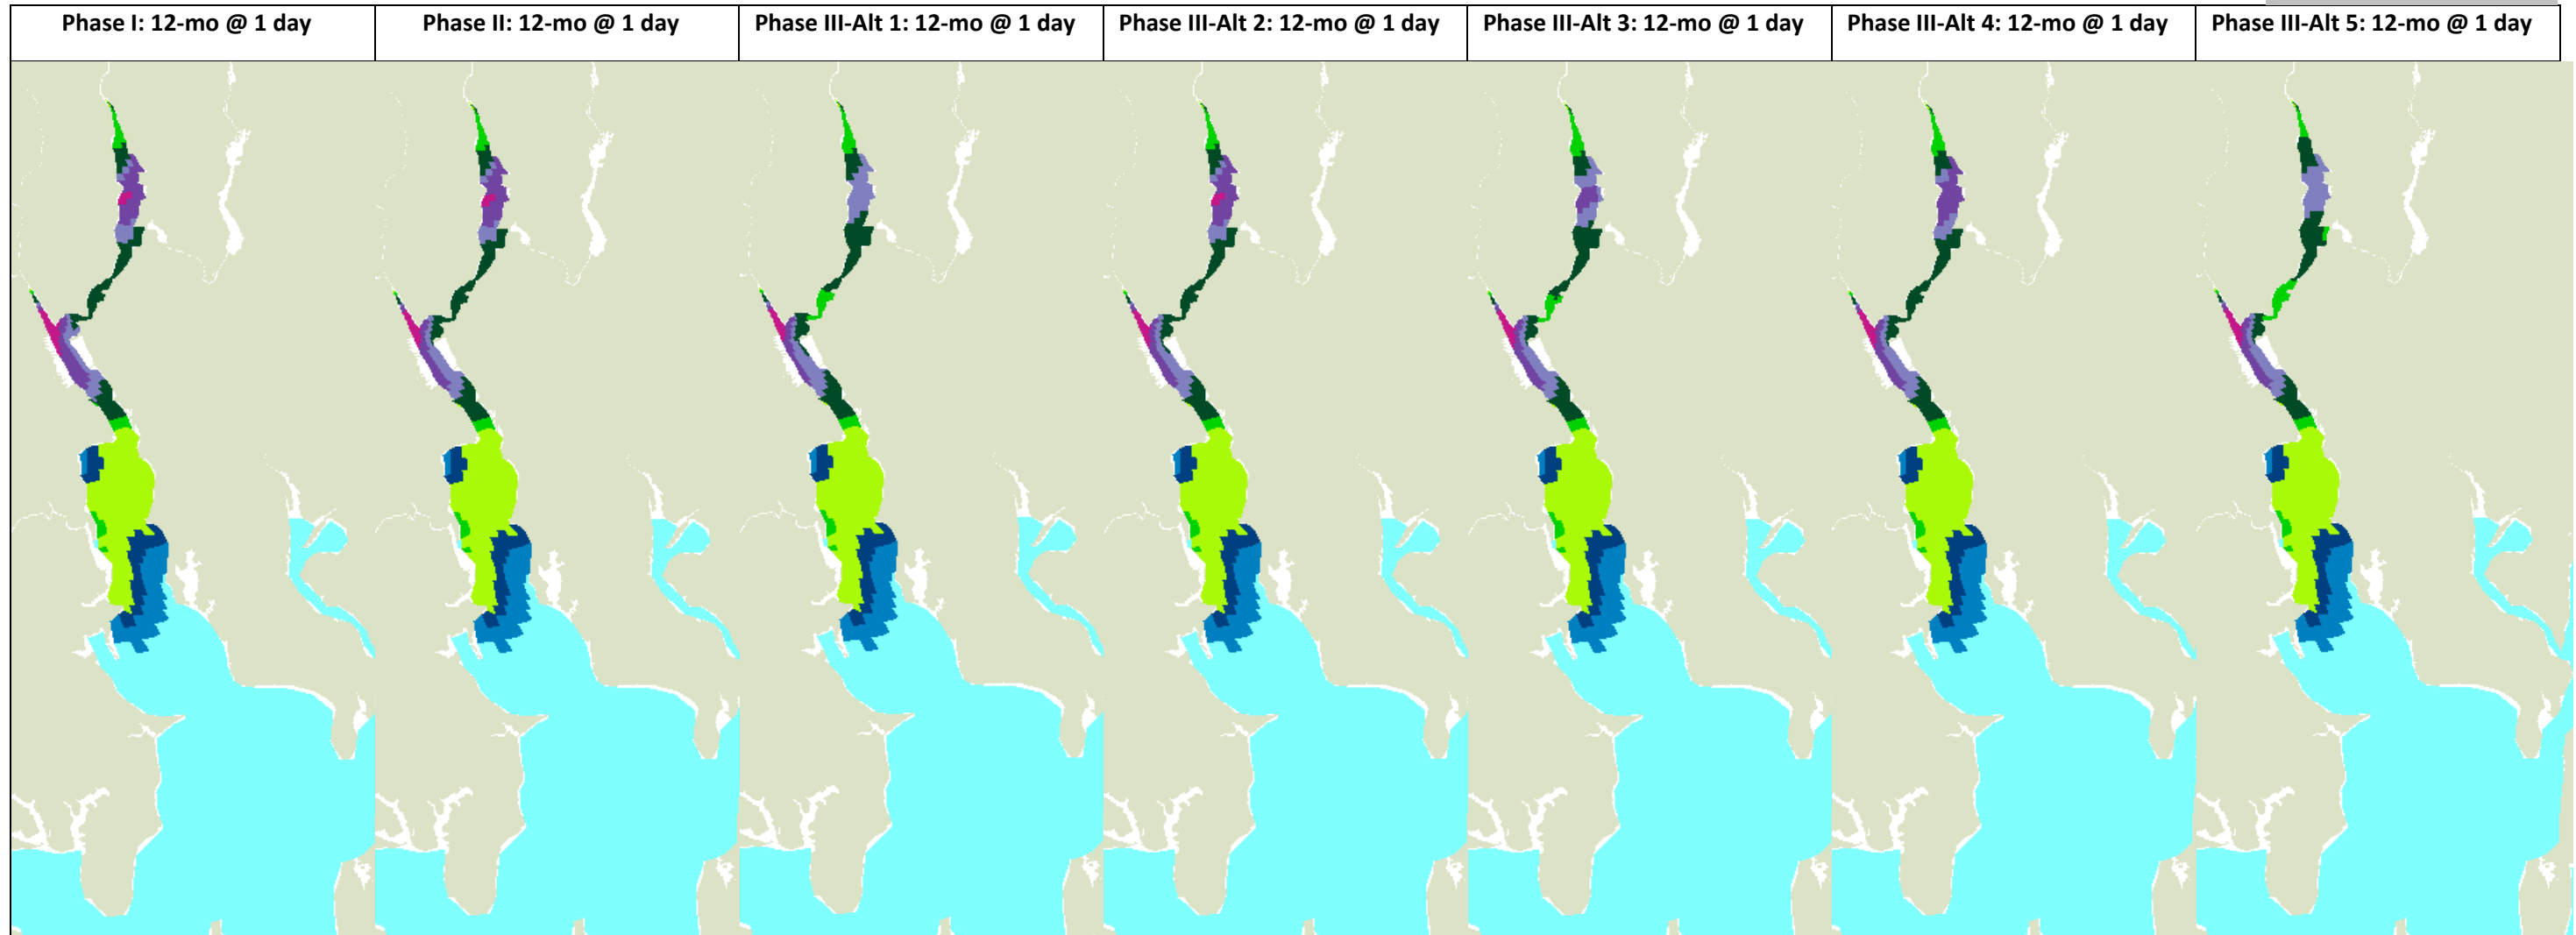 Phase I: 12-mo @ 1 day
Phase II: 12-mo @ 1 day
Phase III-Alt 1: 12-mo @ 1 day
Phase III-Alt 2: 12-mo @ 1 day
Phase III-Alt 3: 12-mo @ 1 day
Phase III-Alt 4: 12-mo @ 1 day
Phase III-Alt 5: 12-mo @ 1 day